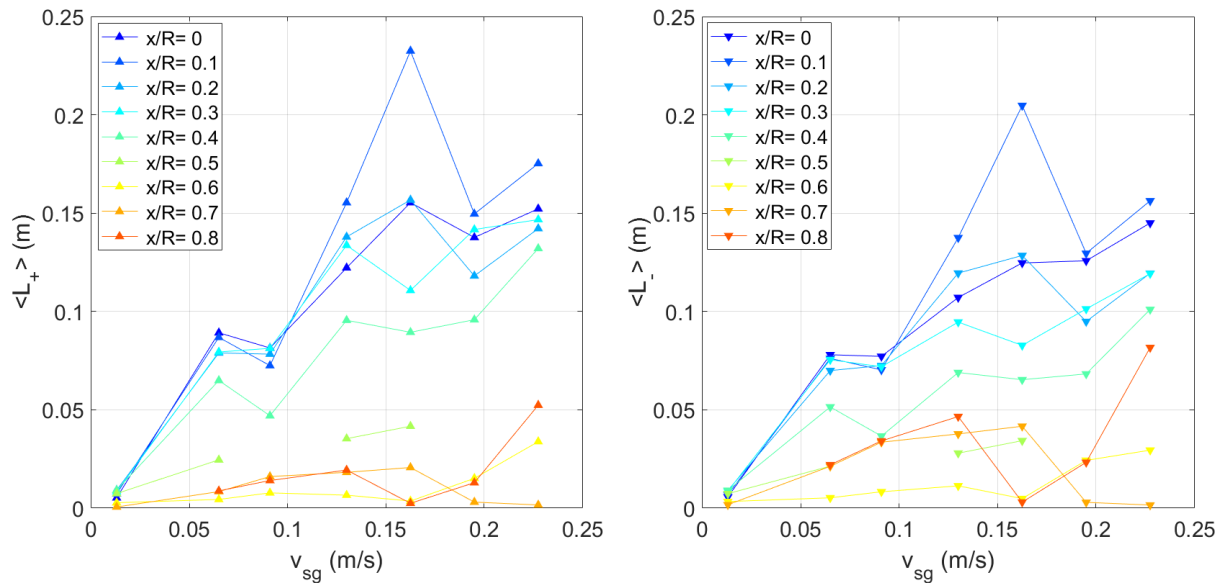 0.25
0.2
0.15
0.1
0.05
0
<L+> (m)
x/R= 0
x/R= 0.1
x/R= 0.2
x/R= 0.3
x/R= 0.4
x/R= 0.5
x/R= 0.6
x/R= 0.7
x/R= 0.8
0 0.05 0.1 0.15 0.2 0.25
vsg (m/s)
0.25
0.2
0.15
0.1
0.05
0
<L-> (m)
x/R= 0
x/R= 0.1
x/R= 0.2
x/R= 0.3
x/R= 0.4
x/R= 0.5
x/R= 0.6
x/R= 0.7
x/R= 0.8
0 0.05 0.1 0.15 0.2 0.25
vsg (m/s)